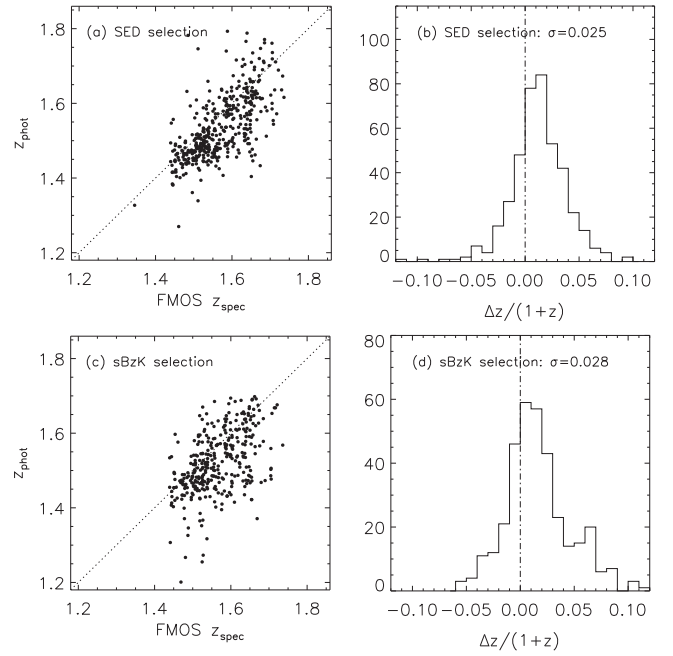 (a) SED selection
1.8
1.6
1.4
1.2
z_phot
1.2 1.4 1.6 1.8
FMOS z_spec
(b) SED selection: σ=0.025
100
80
60
40
20
0
−0.10 −0.05 0.00 0.05 0.10
Δz/(1+z)
(c) sBzK selection
1.8
1.6
1.4
1.2
z_phot
1.2 1.4 1.6 1.8
FMOS z_spec
(d) sBzK selection: σ=0.028
80
60
40
20
0
−0.10 −0.05 0.00 0.05 0.10
Δz/(1+z)